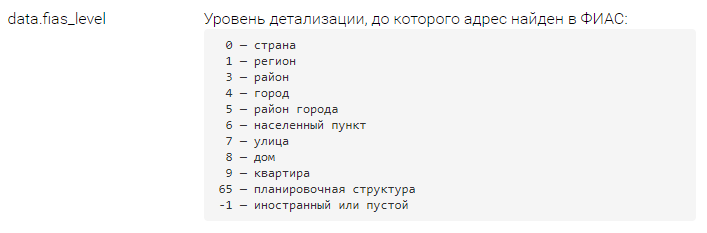 data.fias_level
Уровень детализации, до которого адрес найден в ФИАС:
0 — страна
1 — регион
3 — район
4 — город
5 — район города
6 — населенный пункт
7 — улица
8 — дом
9 — квартира
65 — планировочная структура
-1 — иностранный или пустой